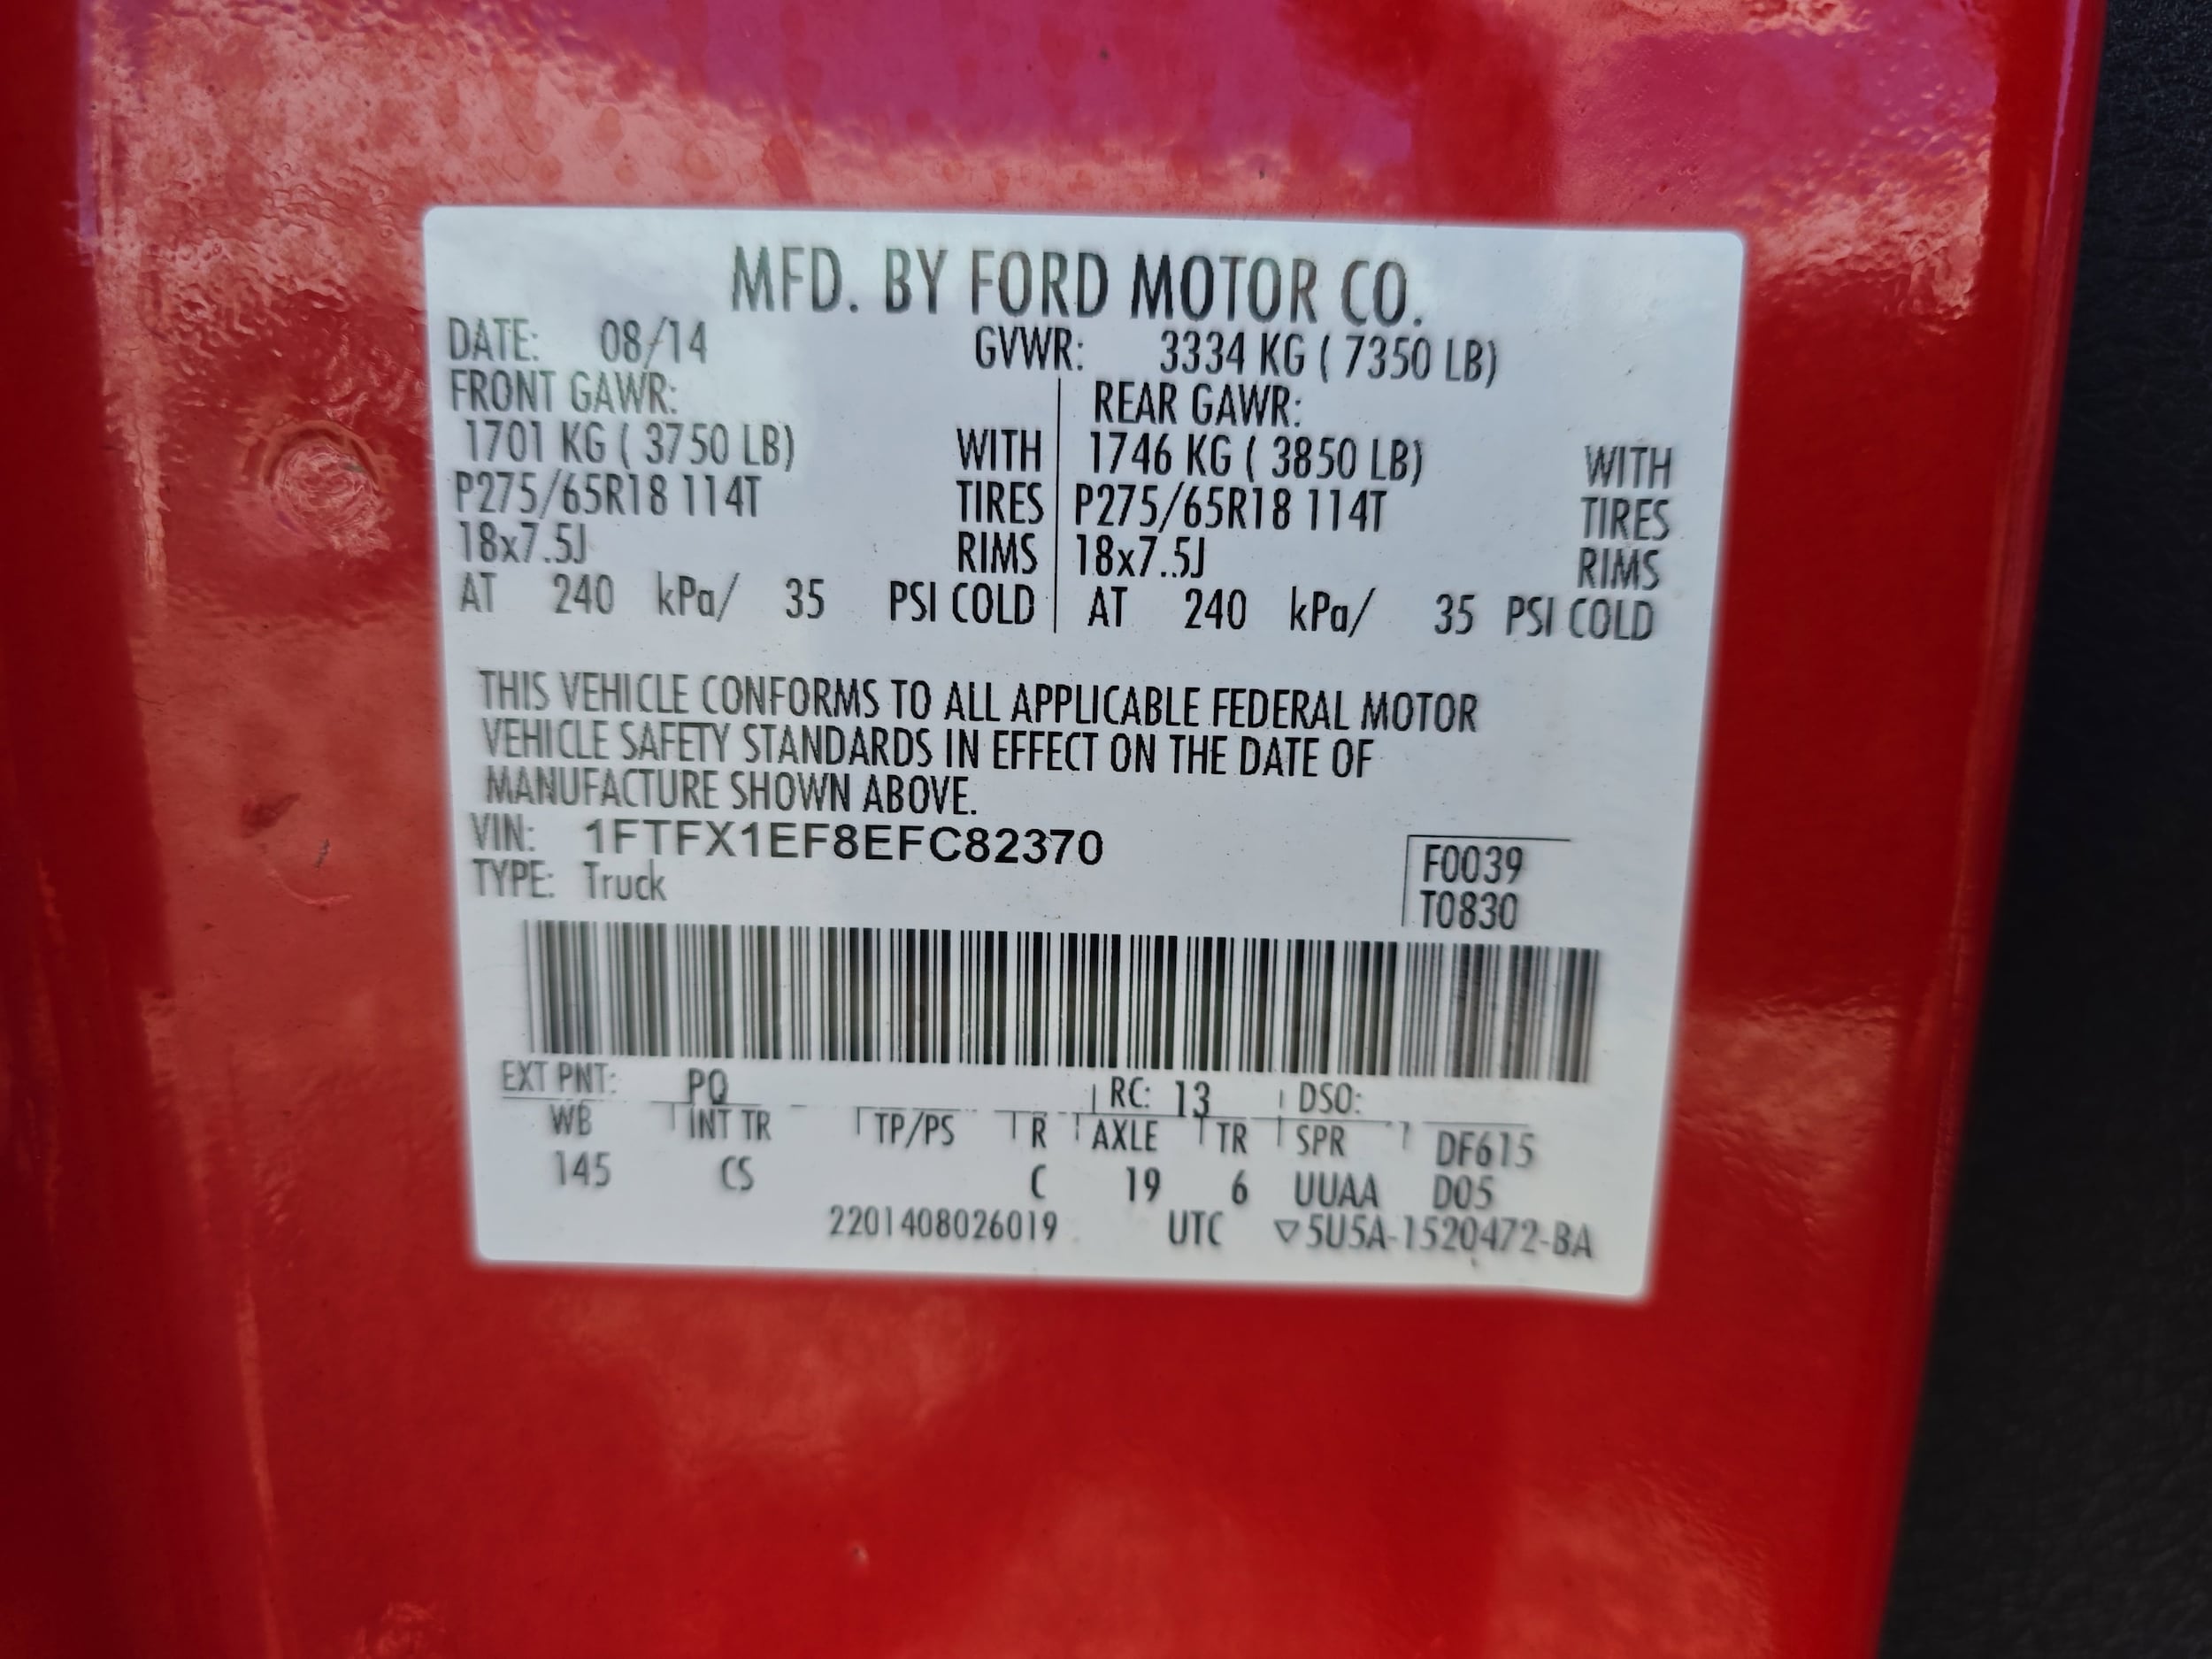 MFD. BY FORD MOTOR CO.
DATE: 08/14 GVWR: 3334 KG ( 7350 LB)
FRONT GAWR: REAR GAWR:
1701 KG ( 3750 LB) WITH 1746 KG ( 3850 LB) WITH
P275/65R18 114T TIRES P275/65R18 114T TIRES
18x7.5J RIMS 18x7.5J RIMS
AT 240 kPa/ 35 PSI COLD AT 240 kPa/ 35 PSI COLD
THIS VEHICLE CONFORMS TO ALL APPLICABLE FEDERAL MOTOR
VEHICLE SAFETY STANDARDS IN EFFECT ON THE DATE OF
MANUFACTURE SHOWN ABOVE.
VIN: 1FTFX1EF8EFC82370 F0039
TYPE: Truck T0830
EXT PNT: PQ RC: 13 DSO:
WB INT TR TP/PS R AXLE TR SPR DF615
145 CS C 19 6 UUAA D05
2201408026019 UTC ▽5U5A-1520472-BA